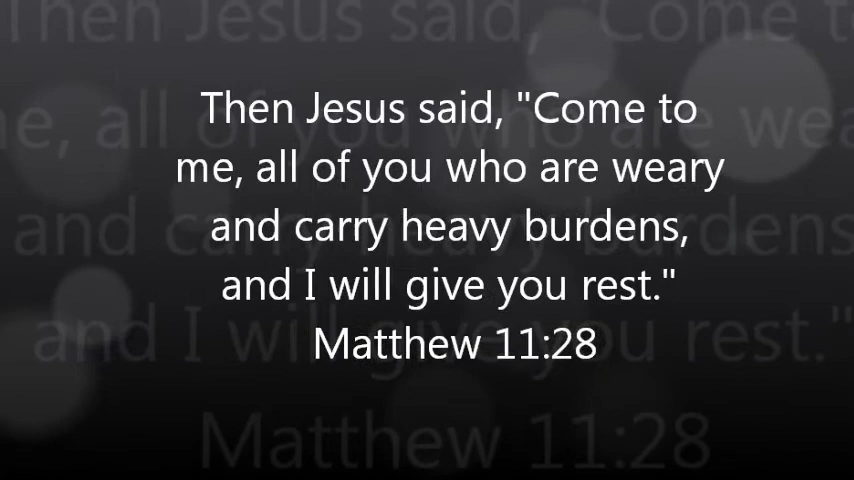 Then Jesus said, "Come to
me, all of you who are weary
and carry heavy burdens,
and I will give you rest."
Matthew 11:28